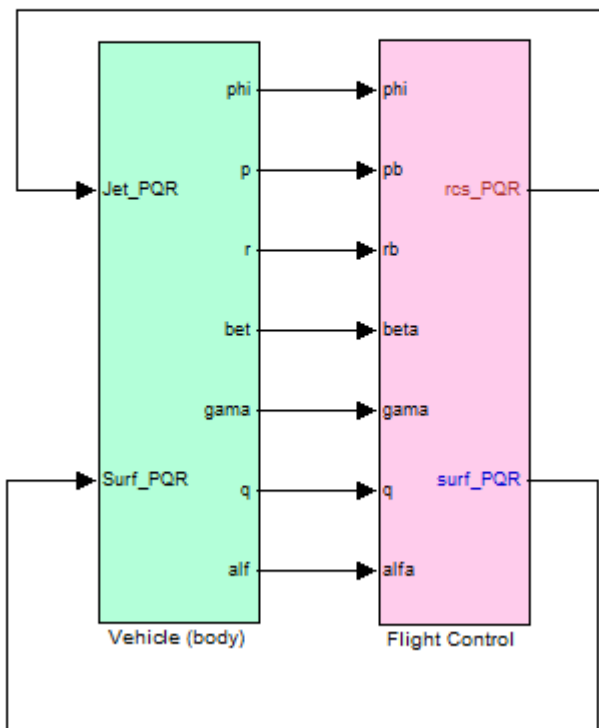 phi
phi
p
pb
Jet_PQR
rcs_PQR
r
rb
bet
beta
gama
gama
Surf_PQR
q
q
surf_PQR
alf
alfa
Vehicle (body)
Flight Control